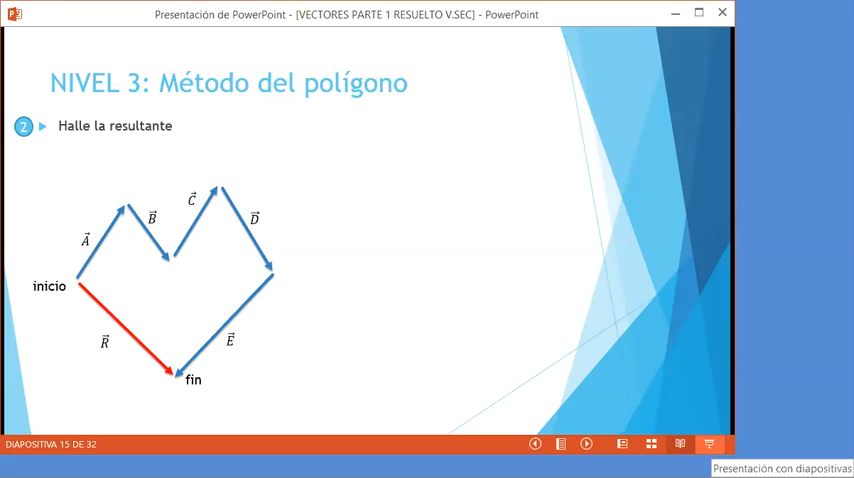 Presentación de PowerPoint - [VECTORES PARTE 1 RESUELTO V.SEC] - PowerPoint
NIVEL 3: Método del polígono
2 Halle la resultante
C⃗
B⃗
D⃗
A⃗
inicio
R⃗
E⃗
fin
DIAPOSITIVA 15 DE 32
Presentación con diapositivas